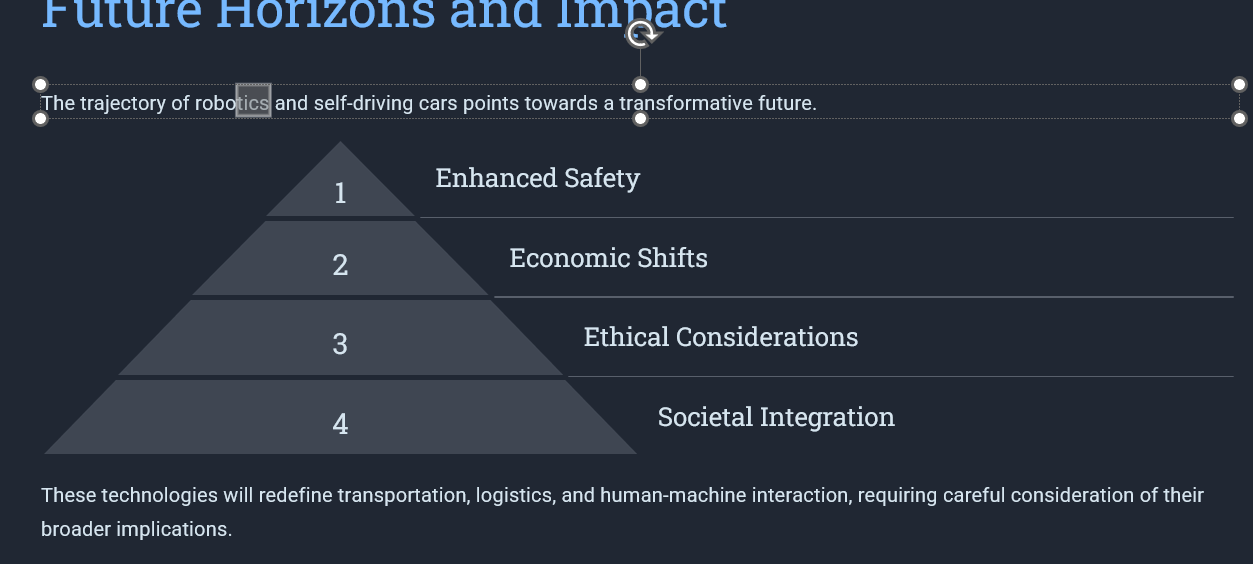 Future Horizons and Impact
The trajectory of robotics and self-driving cars points towards a transformative future.
1
Enhanced Safety
2
Economic Shifts
3
Ethical Considerations
4
Societal Integration
These technologies will redefine transportation, logistics, and human-machine interaction, requiring careful consideration of their
broader implications.